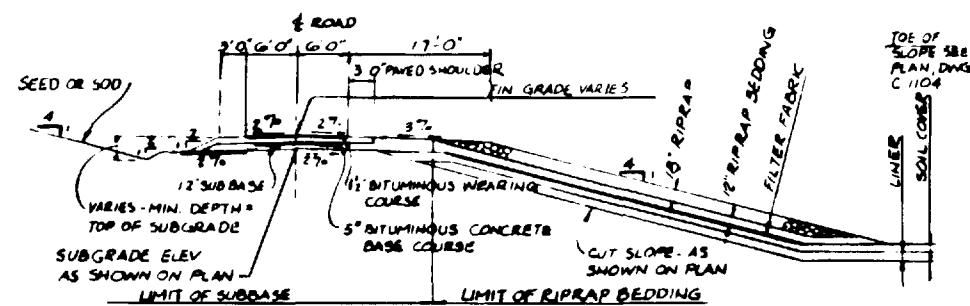 ℄ ROAD
3'0" 6'0" 6'0" 17'-0"
3'0" PAVED SHOULDER
FIN GRADE VARIES
SEED OR SOD
TOE OF
SLOPE SEE
PLAN, DWG
C 1104
4
1
2
2%
2%
3%
2%
12" SUBBASE
1½" BITUMINOUS WEARING
COURSE
VARIES - MIN. DEPTH =
TOP OF SUBGRADE
5" BITUMINOUS CONCRETE
BASE COURSE
SUBGRADE ELEV
AS SHOWN ON PLAN
4
1
18" RIPRAP
12" RIPRAP BEDDING
FILTER FABRIC
LINER
SOIL COVER
CUT SLOPE - AS
SHOWN ON PLAN
LIMIT OF SUBBASE
LIMIT OF RIPRAP BEDDING